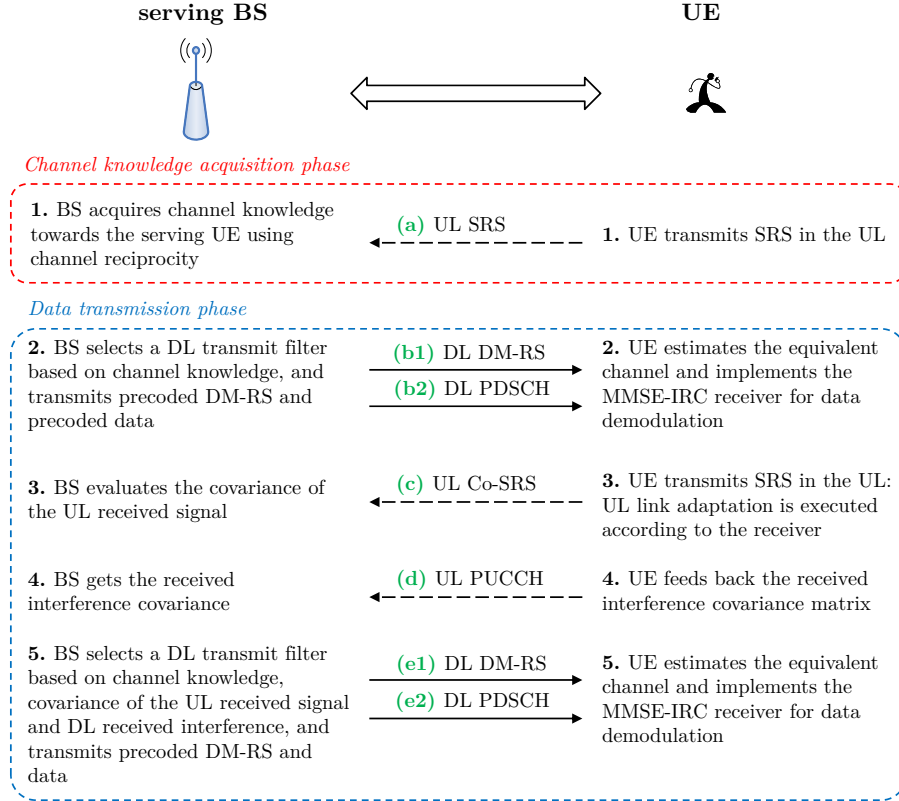 serving BS
UE
Channel knowledge acquisition phase
1. BS acquires channel knowledge
towards the serving UE using
channel reciprocity
(a) UL SRS
1. UE transmits SRS in the UL
Data transmission phase
2. BS selects a DL transmit filter
based on channel knowledge, and
transmits precoded DM-RS and
precoded data
(b1) DL DM-RS
(b2) DL PDSCH
2. UE estimates the equivalent
channel and implements the
MMSE-IRC receiver for data
demodulation
3. BS evaluates the covariance of
the UL received signal
(c) UL Co-SRS
3. UE transmits SRS in the UL:
UL link adaptation is executed
according to the receiver
4. BS gets the received
interference covariance
(d) UL PUCCH
4. UE feeds back the received
interference covariance matrix
5. BS selects a DL transmit filter
based on channel knowledge,
covariance of the UL received signal
and DL received interference, and
transmits precoded DM-RS and
data
(e1) DL DM-RS
(e2) DL PDSCH
5. UE estimates the equivalent
channel and implements the
MMSE-IRC receiver for data
demodulation